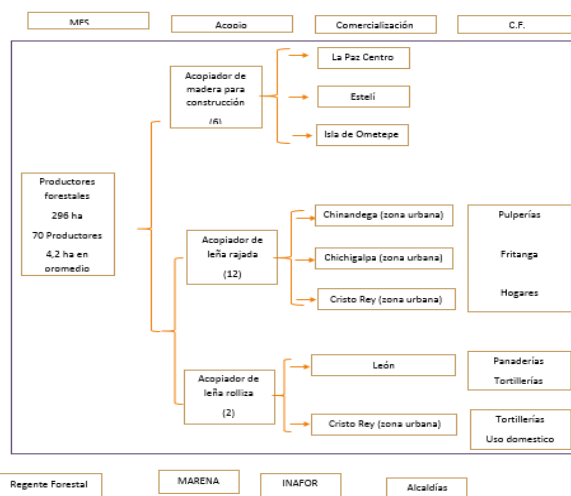 MFS
Acopio
Comercialización
C.F.
Productores
forestales
296 ha
70 Productores
4,2 ha en
promedio
Acopiador de
madera para
construcción
(6)
La Paz Centro
Estelí
Isla de Ometepe
Acopiador de
leña rajada
(12)
Chinandega (zona urbana)
Chichigalpa (zona urbana)
Cristo Rey (zona urbana)
Pulperías
Fritanga
Hogares
Acopiador de
leña rolliza
(2)
León
Cristo Rey (zona urbana)
Panaderías
Tortillerías
Tortillerías
Uso domestico
Regente Forestal
MARENA
INAFOR
Alcaldías